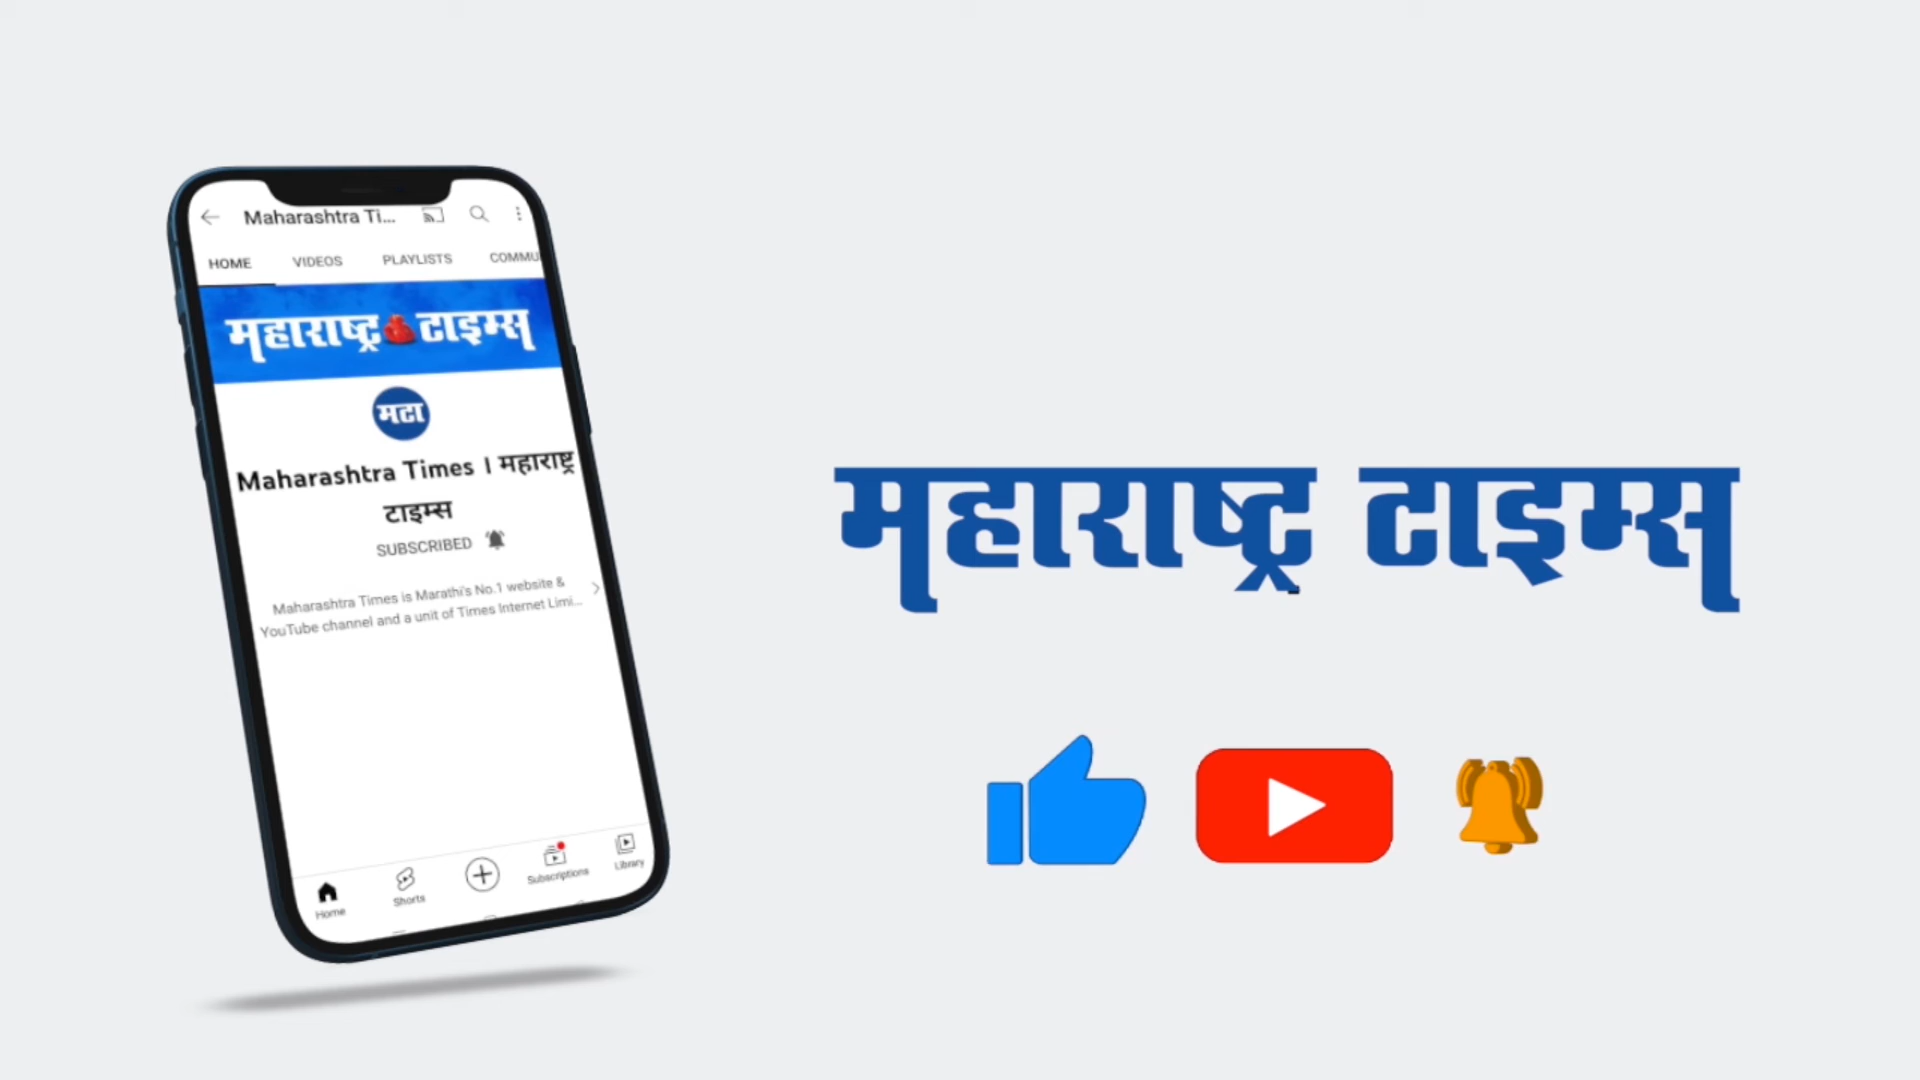 Maharashtra Ti...
HOME VIDEOS PLAYLISTS COMMU
महाराष्ट्र टाइम्स
मटा
Maharashtra Times । महाराष्ट्र
टाइम्स
SUBSCRIBED
Maharashtra Times is Marathi's No.1 website &
YouTube channel and a unit of Times Internet Limi...
Home Shorts Subscriptions Library
महाराष्ट्र टाइम्स